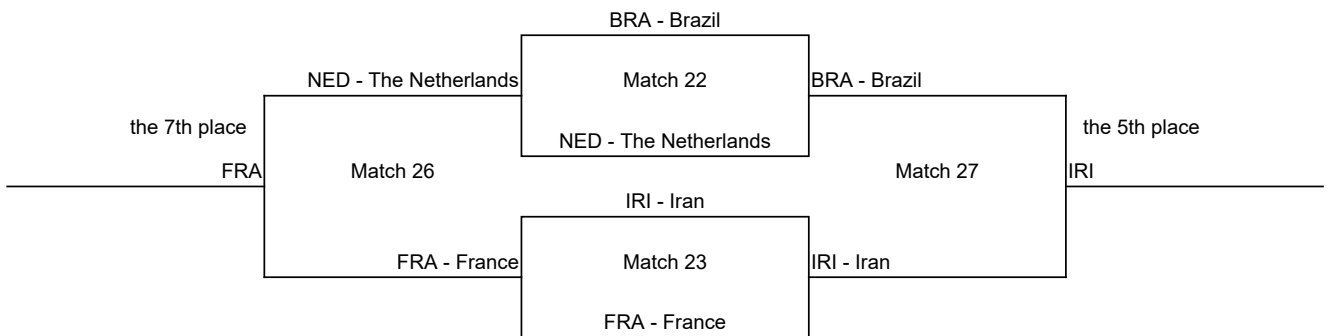 BRA - Brazil
NED - The Netherlands
Match 22
BRA - Brazil
the 7th place
the 5th place
NED - The Netherlands
FRA
Match 26
Match 27
IRI
IRI - Iran
FRA - France
Match 23
IRI - Iran
FRA - France